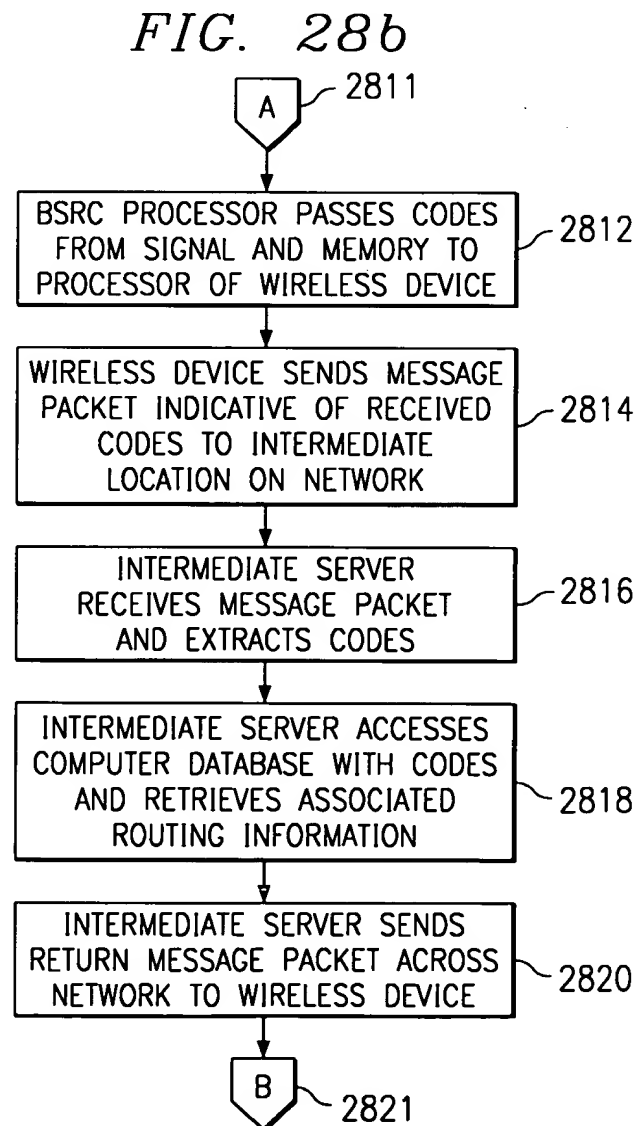 FIG. 28b
A
2811
BSRC PROCESSOR PASSES CODES
FROM SIGNAL AND MEMORY TO
PROCESSOR OF WIRELESS DEVICE
2812
WIRELESS DEVICE SENDS MESSAGE
PACKET INDICATIVE OF RECEIVED
CODES TO INTERMEDIATE
LOCATION ON NETWORK
2814
INTERMEDIATE SERVER
RECEIVES MESSAGE PACKET
AND EXTRACTS CODES
2816
INTERMEDIATE SERVER ACCESSES
COMPUTER DATABASE WITH CODES
AND RETRIEVES ASSOCIATED
ROUTING INFORMATION
2818
INTERMEDIATE SERVER SENDS
RETURN MESSAGE PACKET ACROSS
NETWORK TO WIRELESS DEVICE
2820
B
2821